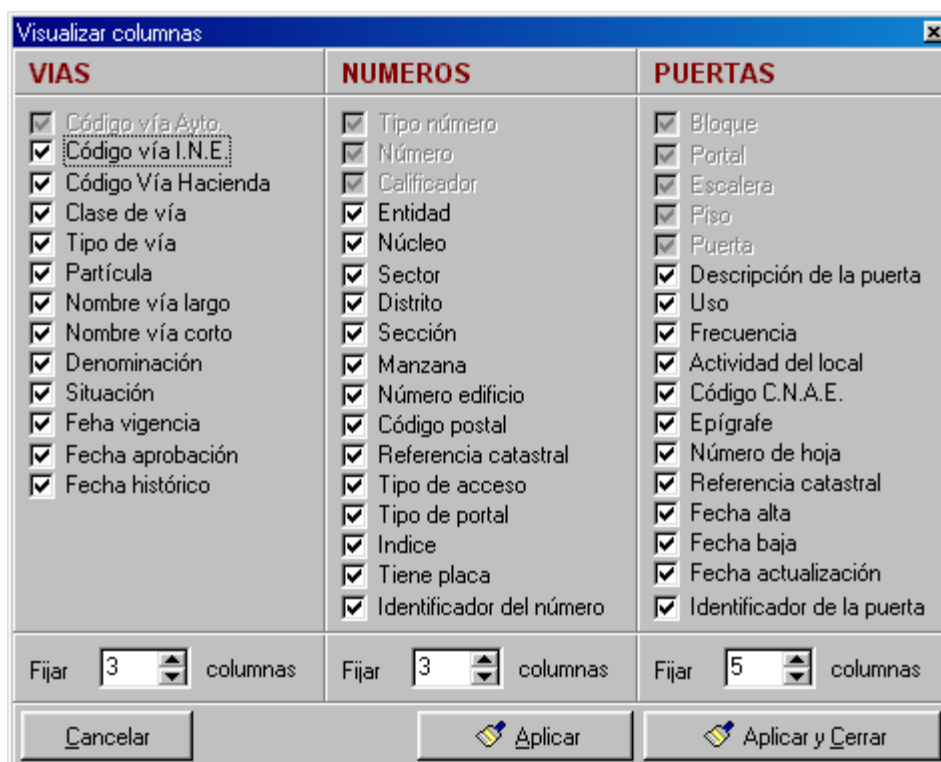 Visualizar columnas
VIAS
Código vía Ayto.
Código vía I.N.E.
Código Vía Hacienda
Clase de vía
Tipo de vía
Partícula
Nombre vía largo
Nombre vía corto
Denominación
Situación
Feha vigencia
Fecha aprobación
Fecha histórico
Fijar 3 columnas
NUMEROS
Tipo número
Número
Calificador
Entidad
Núcleo
Sector
Distrito
Sección
Manzana
Número edificio
Código postal
Referencia catastral
Tipo de acceso
Tipo de portal
Indice
Tiene placa
Identificador del número
Fijar 3 columnas
PUERTAS
Bloque
Portal
Escalera
Piso
Puerta
Descripción de la puerta
Uso
Frecuencia
Actividad del local
Código C.N.A.E.
Epígrafe
Número de hoja
Referencia catastral
Fecha alta
Fecha baja
Fecha actualización
Identificador de la puerta
Fijar 5 columnas
Cancelar
Aplicar
Aplicar y Cerrar